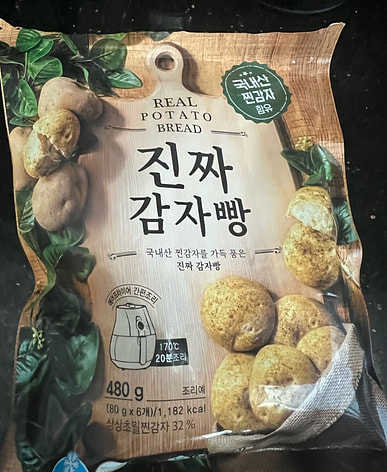 REAL
POTATO
BREAD
국내산
찐감자
함유
진짜
감자빵
국내산 찐감자를 가득 품은
진짜 감자빵
에어프라이어 간편조리
170℃
20분조리
480 g
조리예
(80 g x 6개)/1,182 kcal
상상초월찐감자 32 %